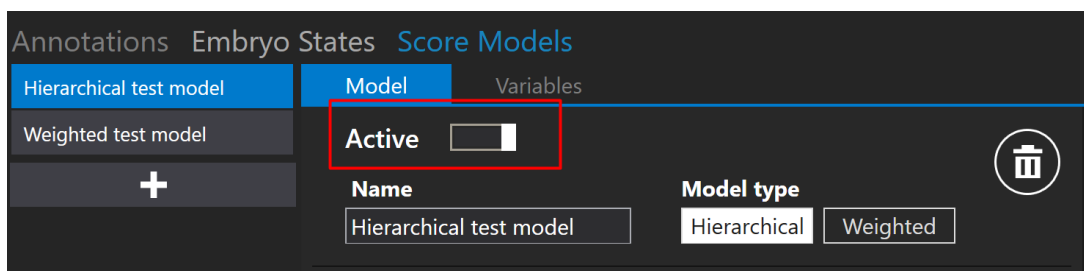 Annotations Embryo States Score Models
Hierarchical test model
Weighted test model
Model Variables
Active
Name
Hierarchical test model
Model type
Hierarchical Weighted